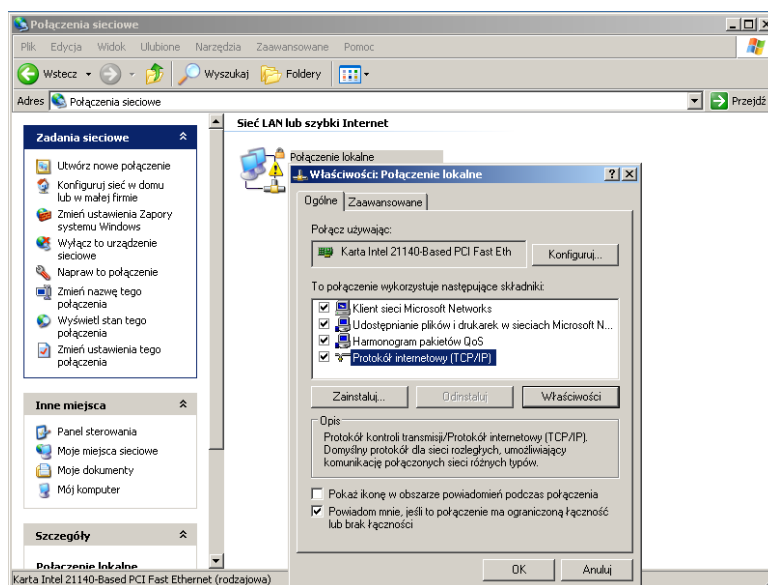 Połączenia sieciowe
Plik Edycja Widok Ulubione Narzędzia Zaawansowane Pomoc
Wstecz Wyszukaj Foldery
Adres Połączenia sieciowe Przejdź
Zadania sieciowe
Utwórz nowe połączenie
Konfiguruj sieć w domu
lub w małej firmie
Zmień ustawienia Zapory
systemu Windows
Wyłącz to urządzenie
sieciowe
Napraw to połączenie
Zmień nazwę tego
połączenia
Wyświetl stan tego
połączenia
Zmień ustawienia tego
połączenia
Inne miejsca
Panel sterowania
Moje miejsca sieciowe
Moje dokumenty
Mój komputer
Szczegóły
Połączenie lokalne
Karta Intel 21140-Based PCI Fast Ethernet (rodzajowa)
Sieć LAN lub szybki Internet
Połączenie lokalne
Właściwości: Połączenie lokalne
Ogólne Zaawansowane
Połącz używając:
Karta Intel 21140-Based PCI Fast Eth Konfiguruj...
To połączenie wykorzystuje następujące składniki:
Klient sieci Microsoft Networks
Udostępnianie plików i drukarek w sieciach Microsoft N...
Harmonogram pakietów QoS
Protokół internetowy (TCP/IP)
Zainstaluj... Odinstaluj Właściwości
Opis
Protokół kontroli transmisji/Protokół internetowy (TCP/IP).
Domyślny protokół dla sieci rozległych, umożliwiający
komunikację połączonych sieci różnych typów.
Pokaż ikonę w obszarze powiadomień podczas połączenia
Powiadom mnie, jeśli to połączenie ma ograniczoną łączność
lub brak łączności
OK Anuluj